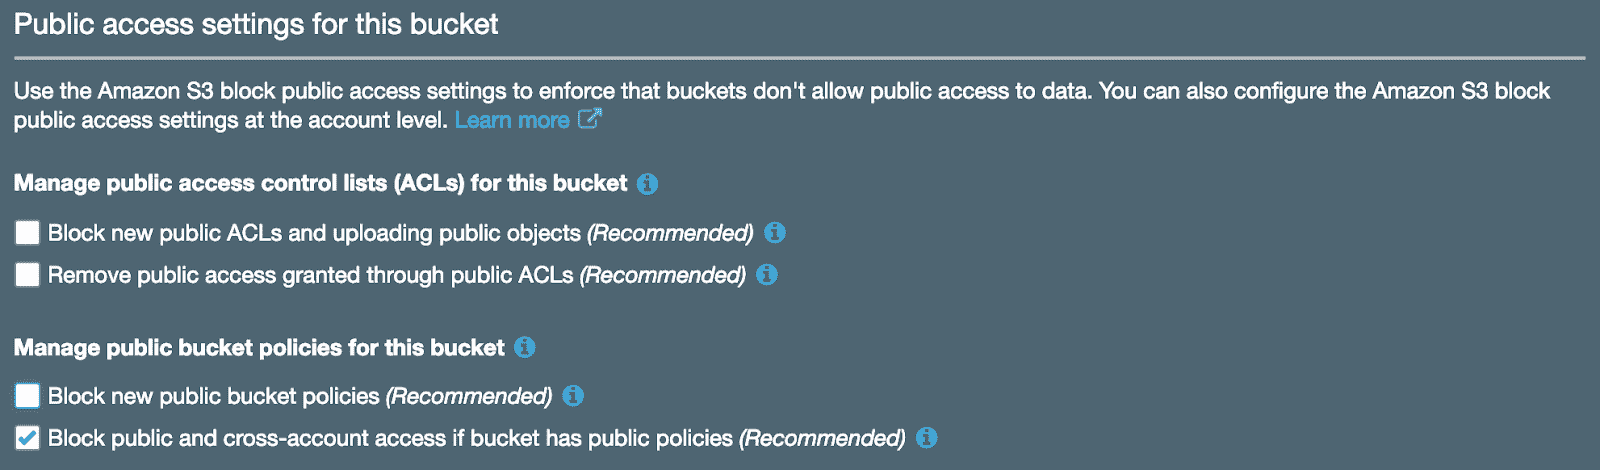 Public access settings for this bucket
Use the Amazon S3 block public access settings to enforce that buckets don't allow public access to data. You can also configure the Amazon S3 block
public access settings at the account level. Learn more
Manage public access control lists (ACLs) for this bucket
Block new public ACLs and uploading public objects (Recommended)
Remove public access granted through public ACLs (Recommended)
Manage public bucket policies for this bucket
Block new public bucket policies (Recommended)
Block public and cross-account access if bucket has public policies (Recommended)